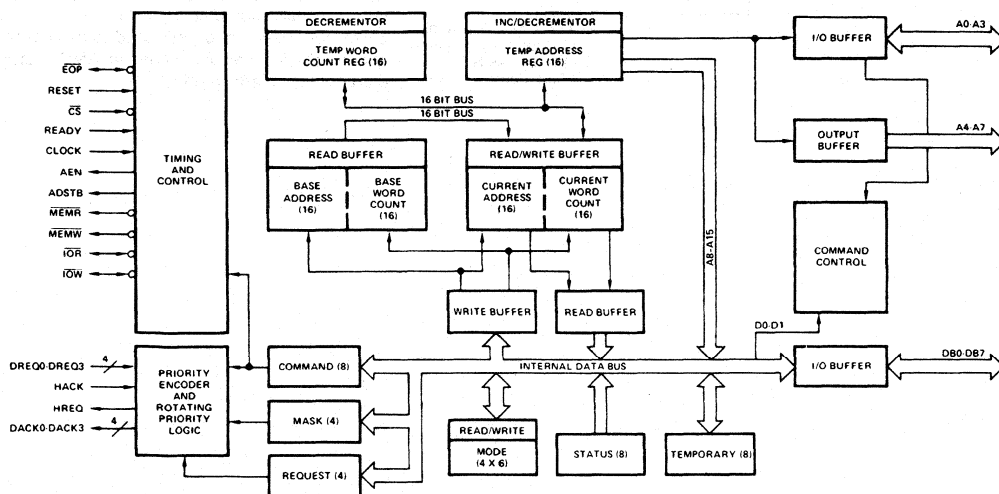 DECREMENTOR
TEMP WORD
COUNT REG (16)
INC/DECREMENTOR
TEMP ADDRESS
REG (16)
I/O BUFFER
A0-A3
EOP
RESET
CS
READY
CLOCK
AEN
ADSTB
MEMR
MEMW
IOR
IOW
TIMING
AND
CONTROL
16 BIT BUS
16 BIT BUS
READ BUFFER
BASE
ADDRESS
(16)
BASE
WORD
COUNT
(16)
READ/WRITE BUFFER
CURRENT
ADDRESS
(16)
CURRENT
WORD
COUNT
(16)
OUTPUT
BUFFER
A4-A7
A8-A15
COMMAND
CONTROL
WRITE BUFFER
READ BUFFER
D0-D1
DREQ0-DREQ3
4
HACK
HREQ
DACK0-DACK3
4
PRIORITY
ENCODER
AND
ROTATING
PRIORITY
LOGIC
COMMAND (8)
MASK (4)
REQUEST (4)
INTERNAL DATA BUS
I/O BUFFER
DB0-DB7
READ/WRITE
MODE
(4 X 6)
STATUS (8)
TEMPORARY (8)